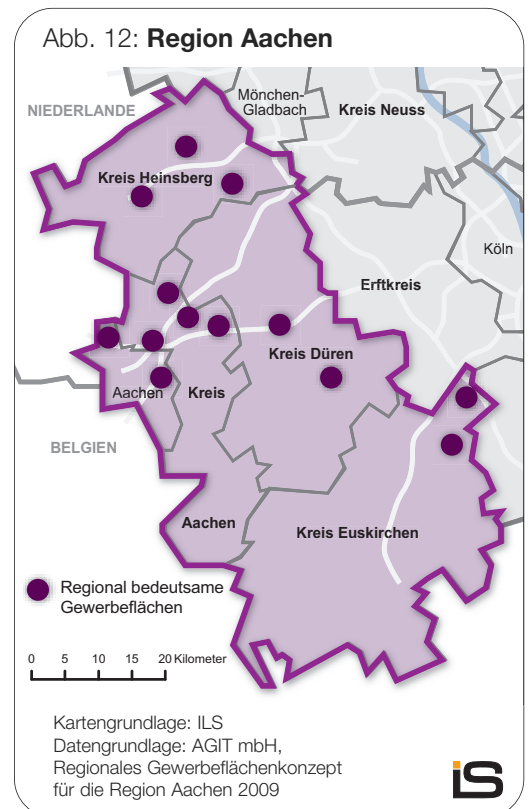 Abb. 12: Region Aachen
NIEDERLANDE
Mönchen-
Gladbach
Kreis Neuss
Kreis Heinsberg
Köln
Erftkreis
Kreis Düren
Aachen
Kreis
BELGIEN
Aachen
Kreis Euskirchen
Regional bedeutsame
Gewerbeflächen
0 5 10 15 20 Kilometer
Kartengrundlage: ILS
Datengrundlage: AGIT mbH,
Regionales Gewerbeflächenkonzept
für die Region Aachen 2009
ILS